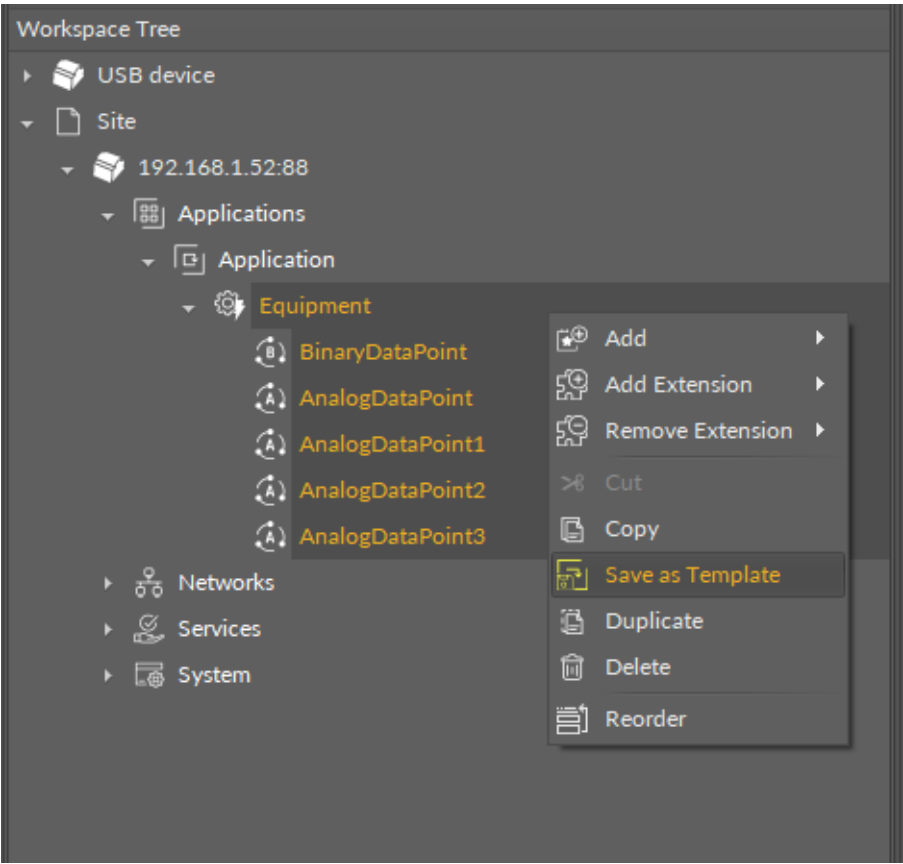 Workspace Tree
USB device
Site
192.168.1.52:88
Applications
Application
Equipment
BinaryDataPoint
AnalogDataPoint
AnalogDataPoint1
AnalogDataPoint2
AnalogDataPoint3
Networks
Services
System
Add
Add Extension
Remove Extension
Cut
Copy
Save as Template
Duplicate
Delete
Reorder